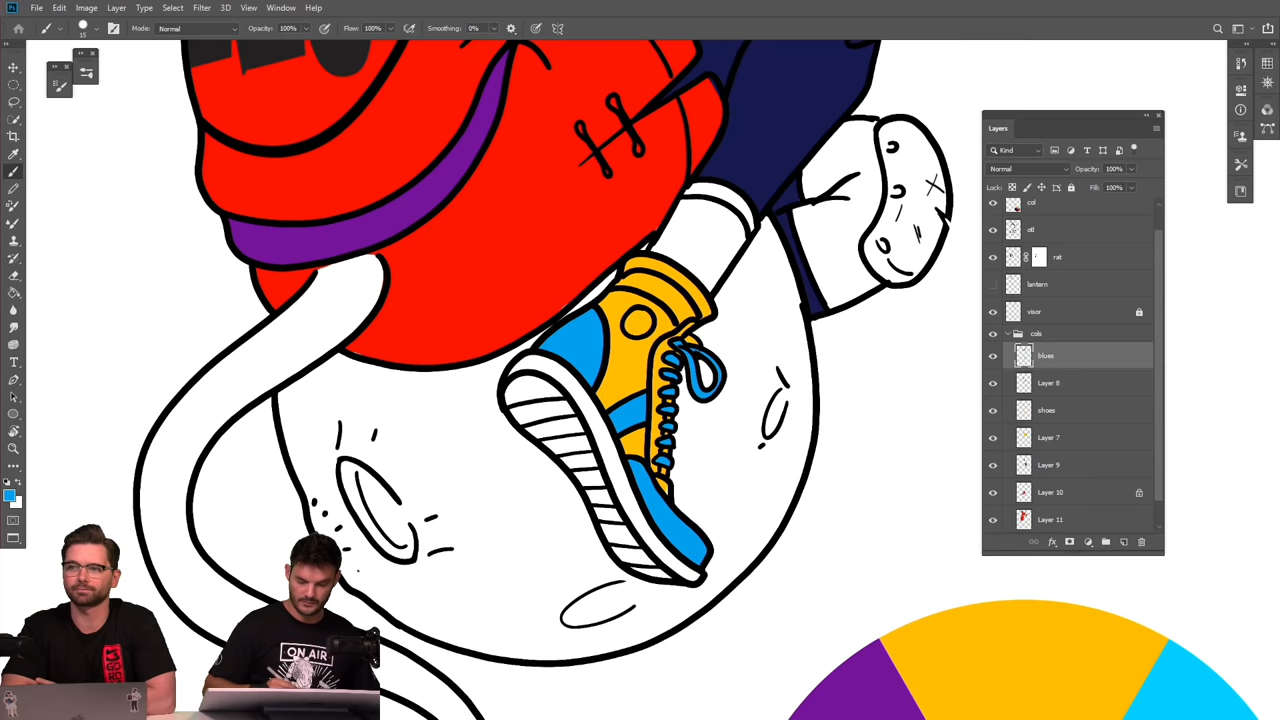 Ps File Edit Image Layer Type Select Filter 3D View Window Help
15 Mode: Normal Opacity: 100% Flow: 100% Smoothing: 0%
Layers
Kind
Normal Opacity: 100%
Lock: Fill: 100%
col
otl
rat
lantern
visor
cols
blues
Layer 8
shoes
Layer 7
Layer 9
Layer 10
Layer 11
ON AIR